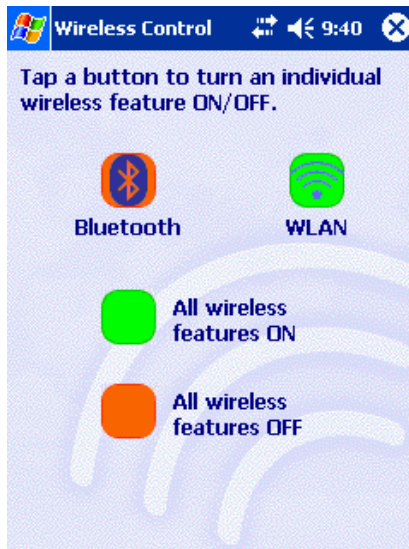 Wireless Control 9:40
Tap a button to turn an individual
wireless feature ON/OFF.
Bluetooth WLAN
All wireless
features ON
All wireless
features OFF